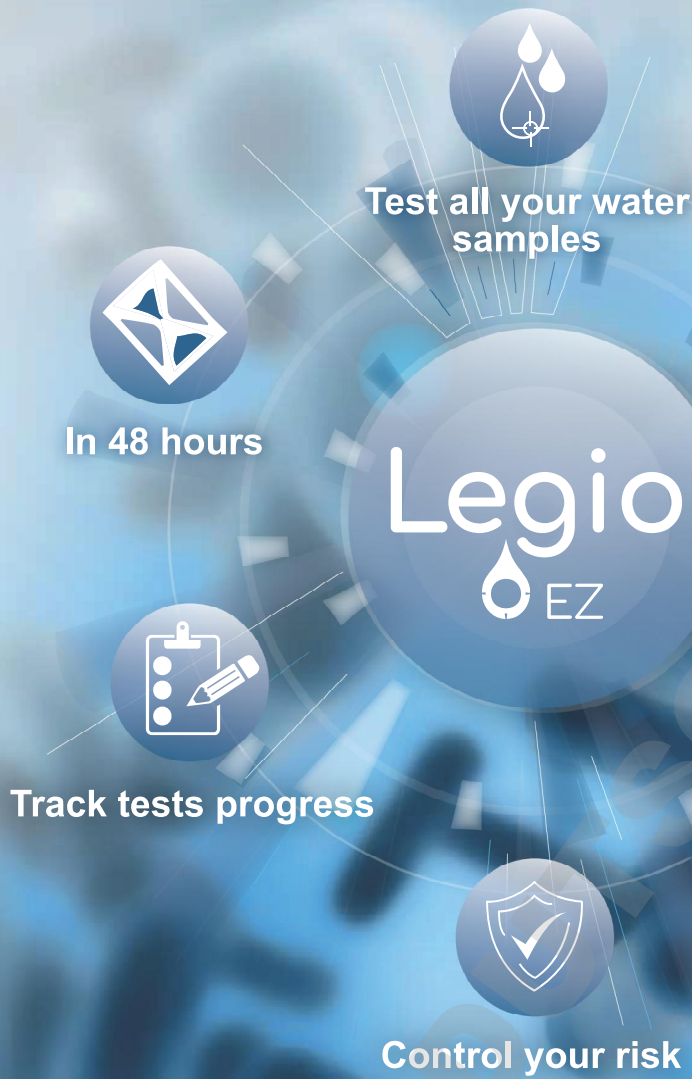 Test all your water
samples
In 48 hours
Legio
EZ
Track tests progress
Control your risk